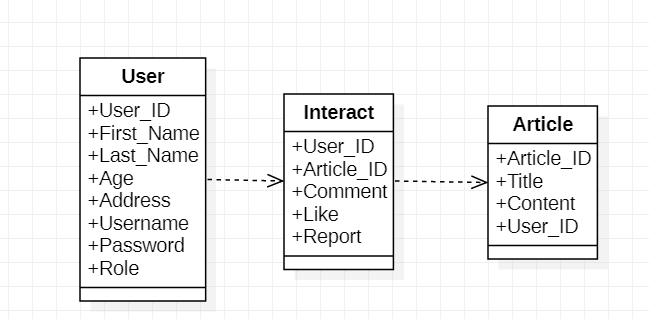 User
+User_ID
+First_Name
+Last_Name
+Age
+Address
+Username
+Password
+Role
Interact
+User_ID
+Article_ID
+Comment
+Like
+Report
Article
+Article_ID
+Title
+Content
+User_ID